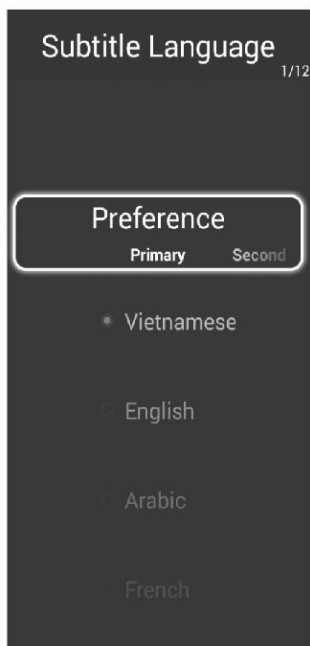 Subtitle Language
1/12
Preference
Primary Second
Vietnamese
English
Arabic
French